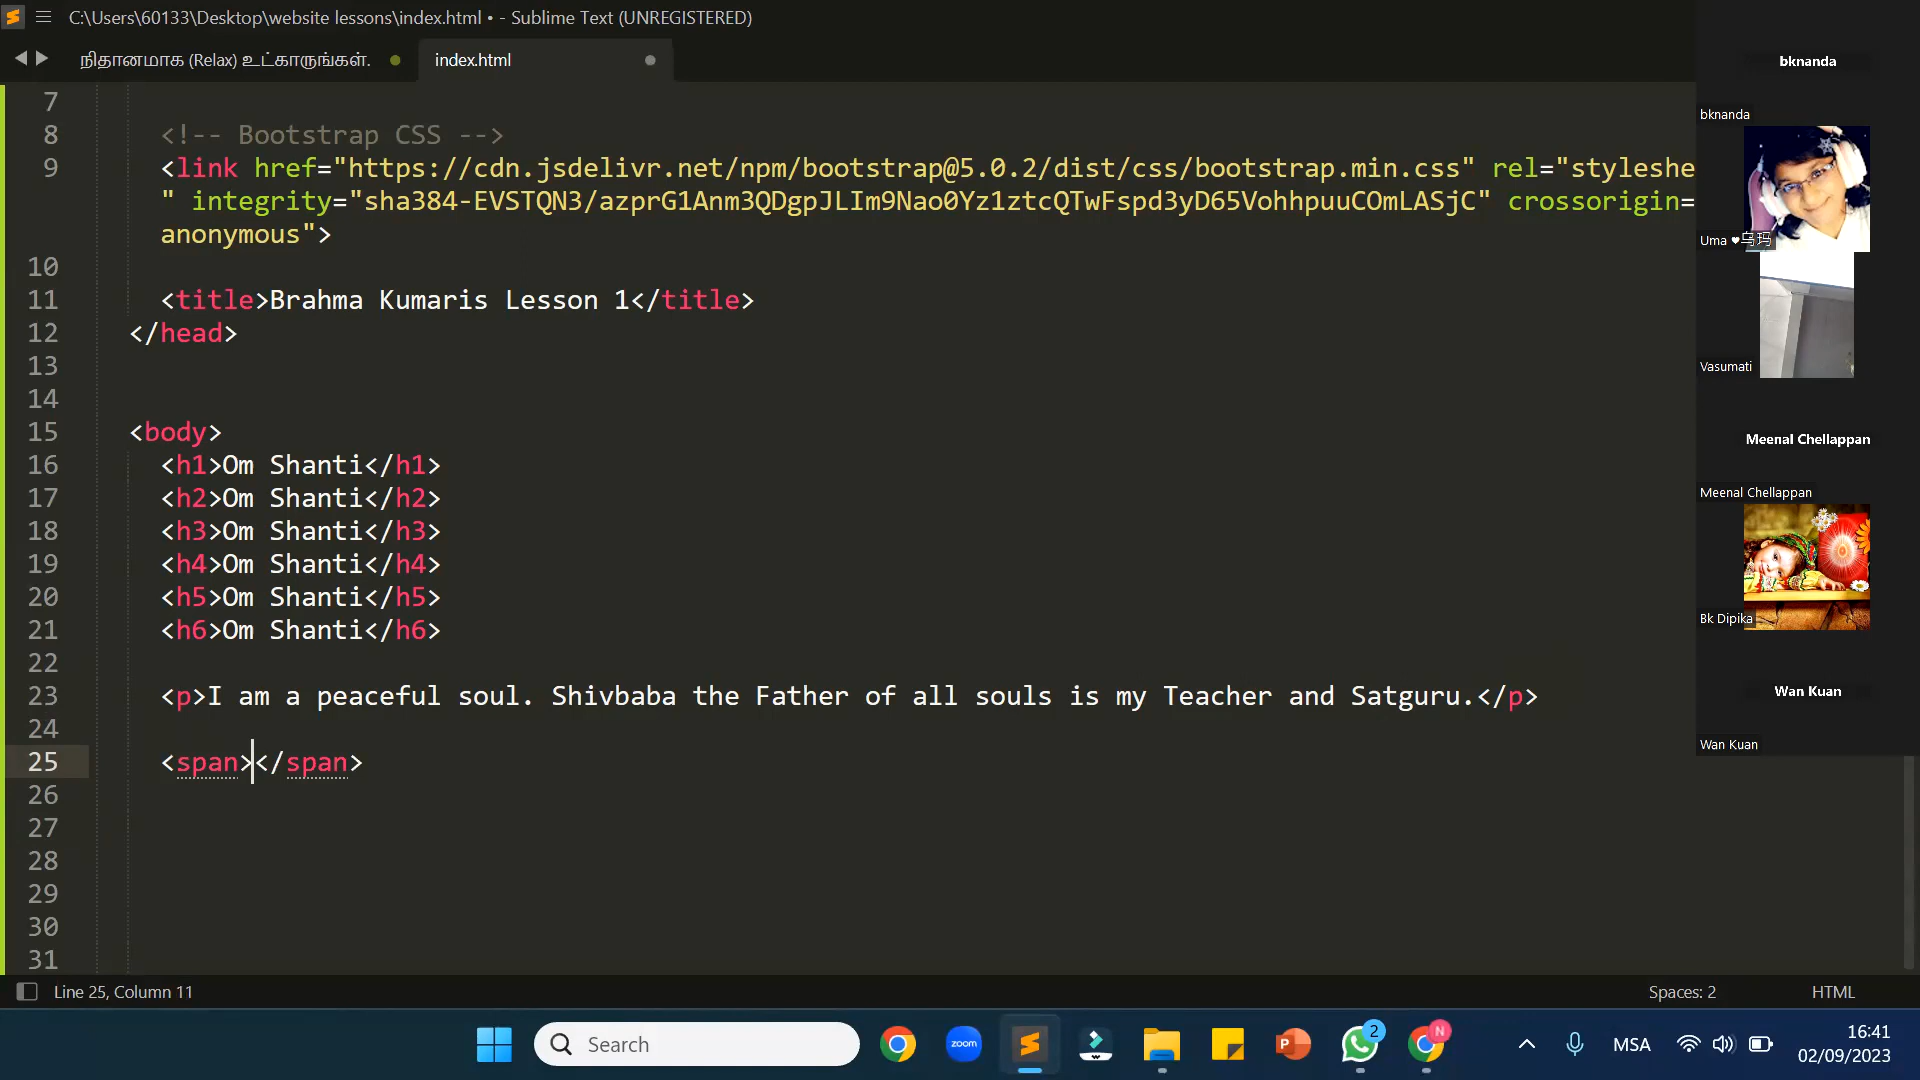 C:\Users\60133\Desktop\website lessons\index.html • - Sublime Text (UNREGISTERED)
நிதானமாக (Relax) உட்காருங்கள்.
index.html
7
8 <!-- Bootstrap CSS -->
9 <link href="https://cdn.jsdelivr.net/npm/bootstrap@5.0.2/dist/css/bootstrap.min.css" rel="styleshe
" integrity="sha384-EVSTQN3/azprG1Anm3QDgpJLIm9Nao0Yz1ztcQTwFspd3yD65VohhpuuCOmLASjC" crossorigin=
anonymous">
10
11 <title>Brahma Kumaris Lesson 1</title>
12 </head>
13
14
15 <body>
16 <h1>Om Shanti</h1>
17 <h2>Om Shanti</h2>
18 <h3>Om Shanti</h3>
19 <h4>Om Shanti</h4>
20 <h5>Om Shanti</h5>
21 <h6>Om Shanti</h6>
22
23 <p>I am a peaceful soul. Shivbaba the Father of all souls is my Teacher and Satguru.</p>
24
25 <span></span>
26
27
28
29
30
31
bknanda
bknanda
Uma ♥乌玛
Vasumati
Meenal Chellappan
Meenal Chellappan
Bk Dipika
Wan Kuan
Wan Kuan
Line 25, Column 11
Spaces: 2
HTML
Search
zoom
P
2
N
MSA
16:41
02/09/2023